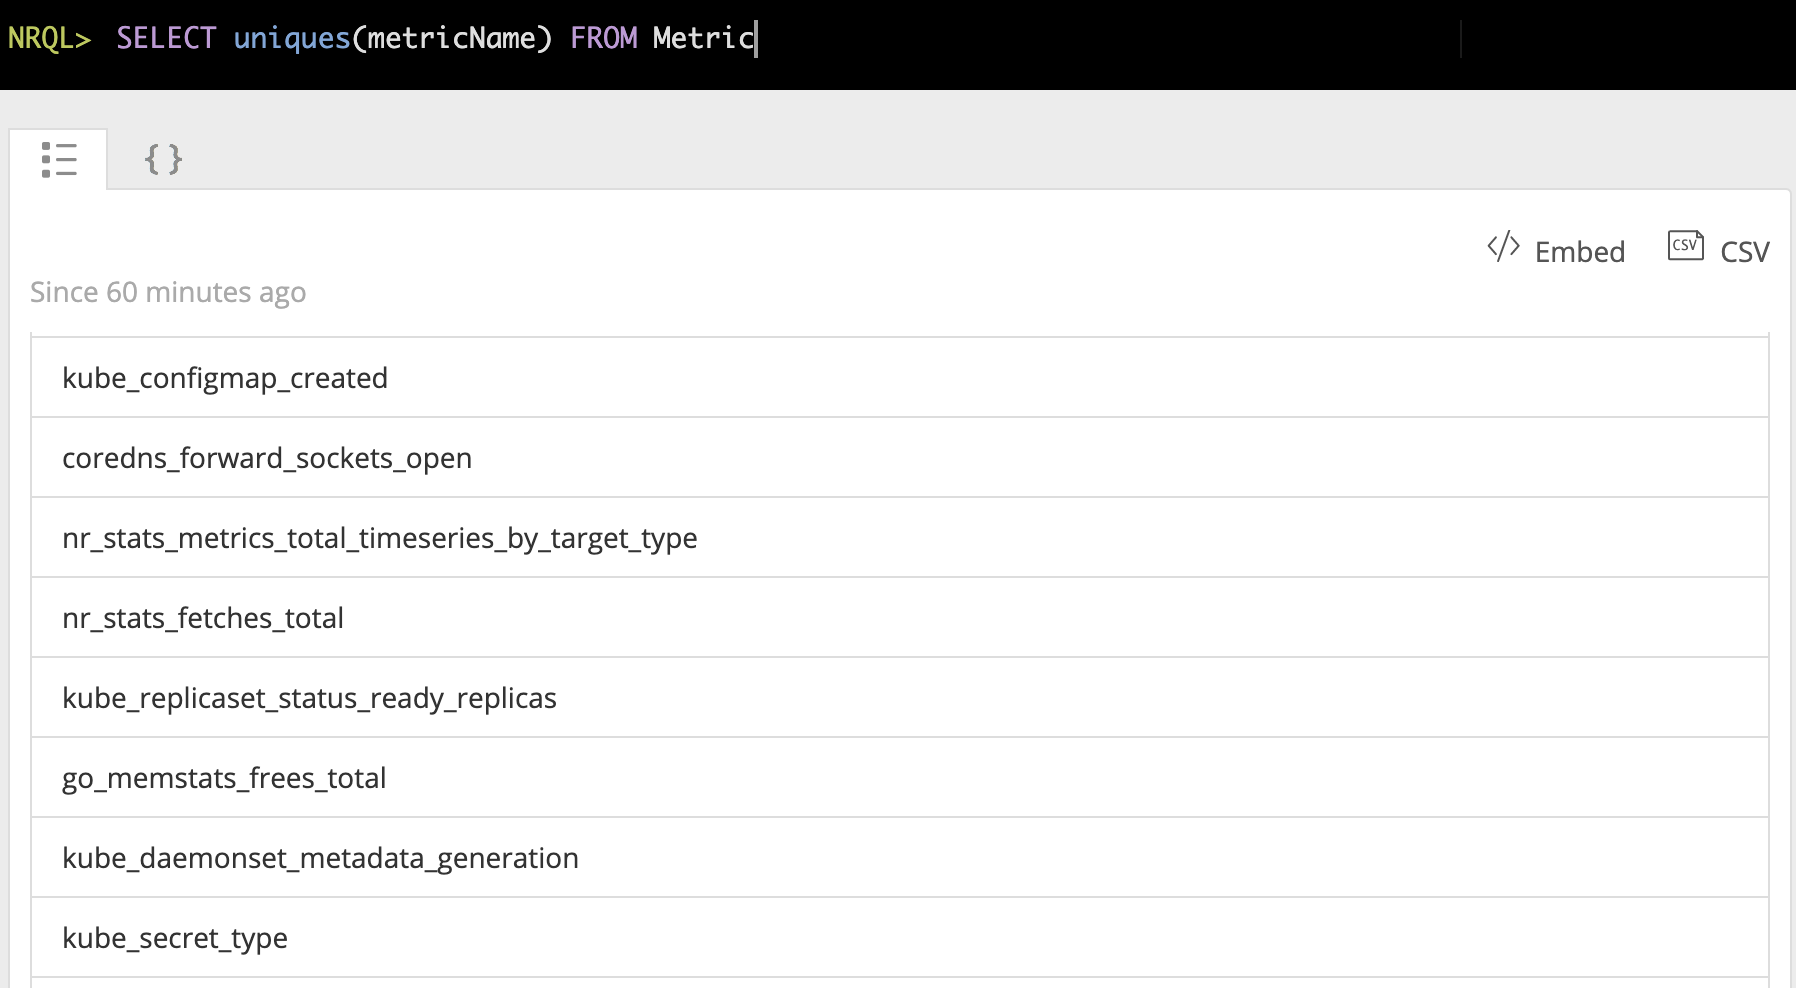 NRQL> SELECT uniques(metricName) FROM Metric
{ }
</> Embed CSV CSV
Since 60 minutes ago
kube_configmap_created
coredns_forward_sockets_open
nr_stats_metrics_total_timeseries_by_target_type
nr_stats_fetches_total
kube_replicaset_status_ready_replicas
go_memstats_frees_total
kube_daemonset_metadata_generation
kube_secret_type